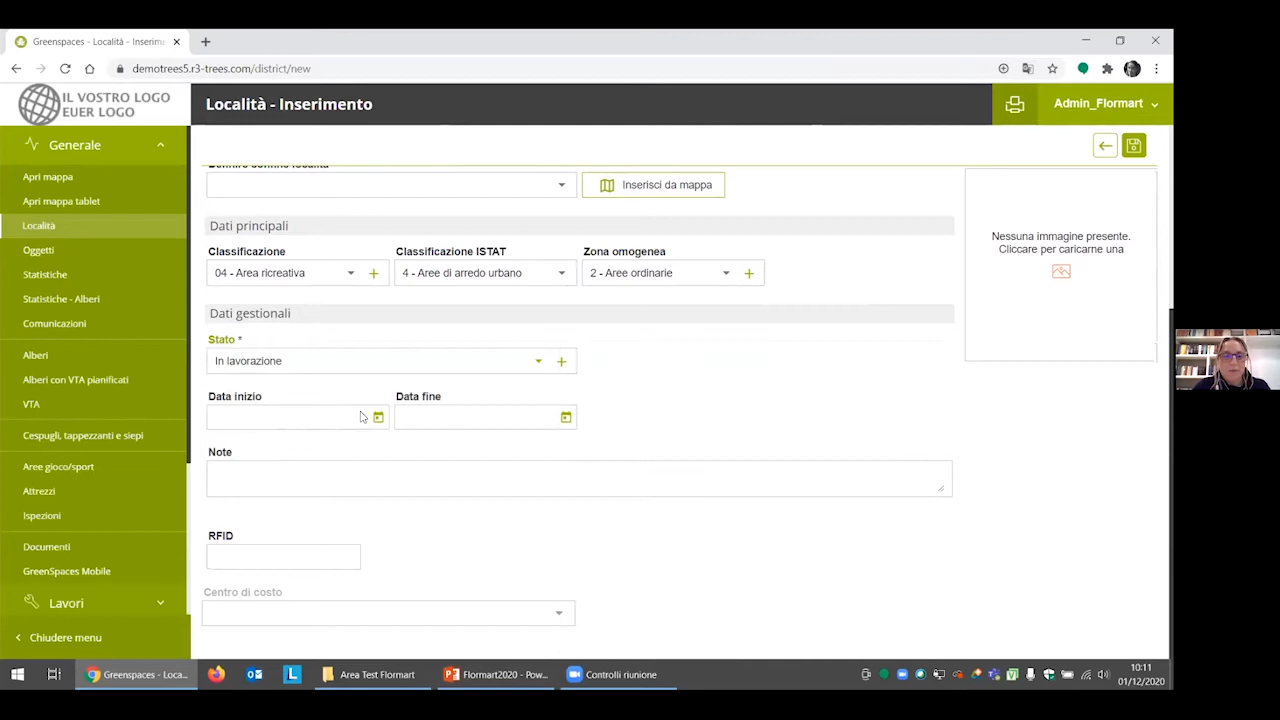 Greenspaces - Località - Inserim
demotrees5.r3-trees.com/district/new
IL VOSTRO LOGO
EUER LOGO
Località - Inserimento
Admin_Flormart
Generale
Apri mappa
Apri mappa tablet
Località
Oggetti
Statistiche
Statistiche - Alberi
Comunicazioni
Alberi
Alberi con VTA pianificati
VTA
Cespugli, tappezzanti e siepi
Aree gioco/sport
Attrezzi
Ispezioni
Documenti
GreenSpaces Mobile
Lavori
Chiudere menu
Definire confine località
Inserisci da mappa
Dati principali
Classificazione Classificazione ISTAT Zona omogenea
04 - Area ricreativa 4 - Aree di arredo urbano 2 - Aree ordinarie
Dati gestionali
Stato *
In lavorazione
Data inizio Data fine
Note
RFID
Centro di costo
Nessuna immagine presente.
Cliccare per caricarne una
Greenspaces - Loca... L Area Test Flormart Flormart2020 - Pow... Controlli riunione
10:11
01/12/2020